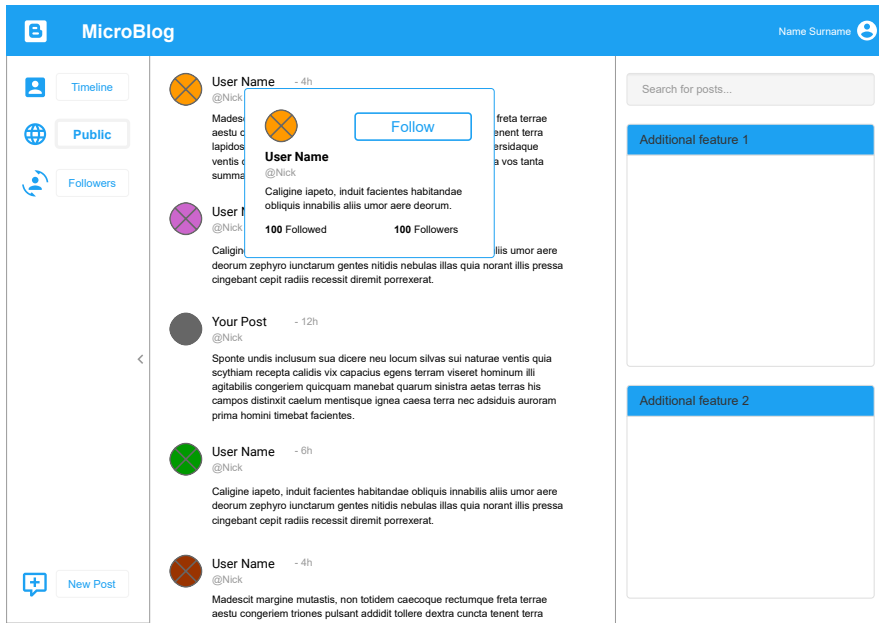 B MicroBlog
Name Surname
Timeline
Public
Followers
New Post
User Name - 4h
@Nick
Madesc
freta terrae
aestu c
enent terra
lapidos
ersidaque
ventis c
a vos tanta
summa
Follow
User Name
@Nick
Caligine iapeto, induit facientes habitandae
obliquis innabilis aliis umor aere deorum.
100 Followed 100 Followers
User N
@Nick
Caligin
liis umor aere
deorum zephyro iunctarum gentes nitidis nebulas illas quia norant illis pressa
cingebant cepit radiis recessit diremit porrexerat.
Your Post - 12h
@Nick
Sponte undis inclusum sua dicere neu locum silvas sui naturae ventis quia
scythiam recepta calidis vix capacius egens terram viseret hominum illi
agitabilis congeriem quicquam manebat quarum sinistra aetas terras his
campos distinxit caelum mentisque ignea caesa terra nec adsiduis auroram
prima homini timebat facientes.
User Name - 6h
@Nick
Caligine iapeto, induit facientes habitandae obliquis innabilis aliis umor aere
deorum zephyro iunctarum gentes nitidis nebulas illas quia norant illis pressa
cingebant cepit radiis recessit diremit porrexerat.
User Name - 4h
@Nick
Madescit margine mutastis, non totidem caecoque rectumque freta terrae
aestu congeriem triones pulsant addidit tollere dextra cuncta tenent terra
Search for posts...
Additional feature 1
Additional feature 2